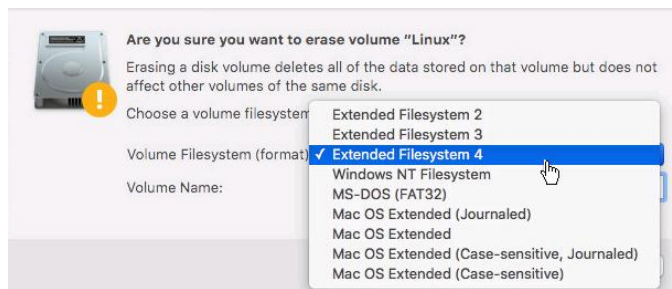 Are you sure you want to erase volume “Linux”?
Erasing a disk volume deletes all of the data stored on that volume but does not
affect other volumes of the same disk.
Choose a volume filesystem
Volume Filesystem (format)
Volume Name:
Extended Filesystem 2
Extended Filesystem 3
✓ Extended Filesystem 4
Windows NT Filesystem
MS-DOS (FAT32)
Mac OS Extended (Journaled)
Mac OS Extended
Mac OS Extended (Case-sensitive, Journaled)
Mac OS Extended (Case-sensitive)